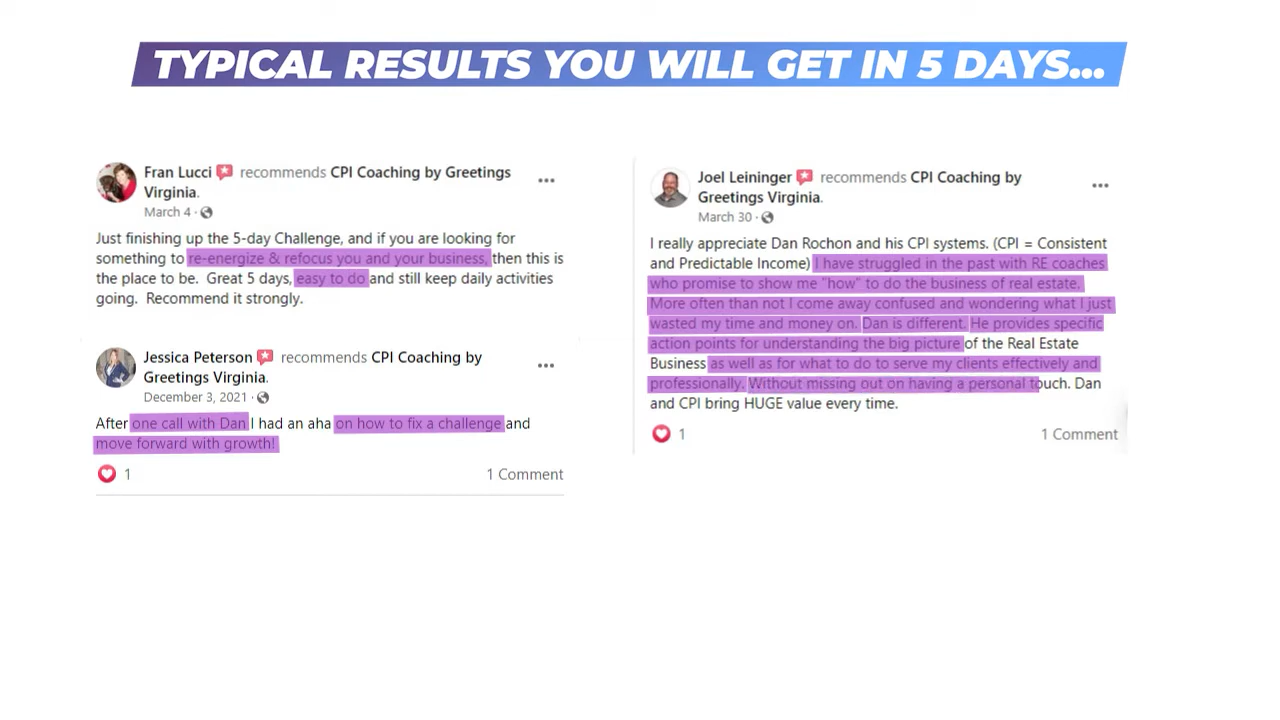 TYPICAL RESULTS YOU WILL GET IN 5 DAYS...
Fran Lucci recommends CPI Coaching by Greetings
Virginia.
March 4 ·
Just finishing up the 5-day Challenge, and if you are looking for
something to re-energize & refocus you and your business, then this is
the place to be. Great 5 days, easy to do and still keep daily activities
going. Recommend it strongly.
Jessica Peterson recommends CPI Coaching by
Greetings Virginia.
December 3, 2021 ·
After one call with Dan I had an aha on how to fix a challenge and
move forward with growth!
1
1 Comment
Joel Leininger recommends CPI Coaching by
Greetings Virginia.
March 30 ·
I really appreciate Dan Rochon and his CPI systems. (CPI = Consistent
and Predictable Income) I have struggled in the past with RE coaches
who promise to show me "how" to do the business of real estate.
More often than not I come away confused and wondering what I just
wasted my time and money on. Dan is different. He provides specific
action points for understanding the big picture of the Real Estate
Business as well as for what to do to serve my clients effectively and
professionally. Without missing out on having a personal touch. Dan
and CPI bring HUGE value every time.
1
1 Comment